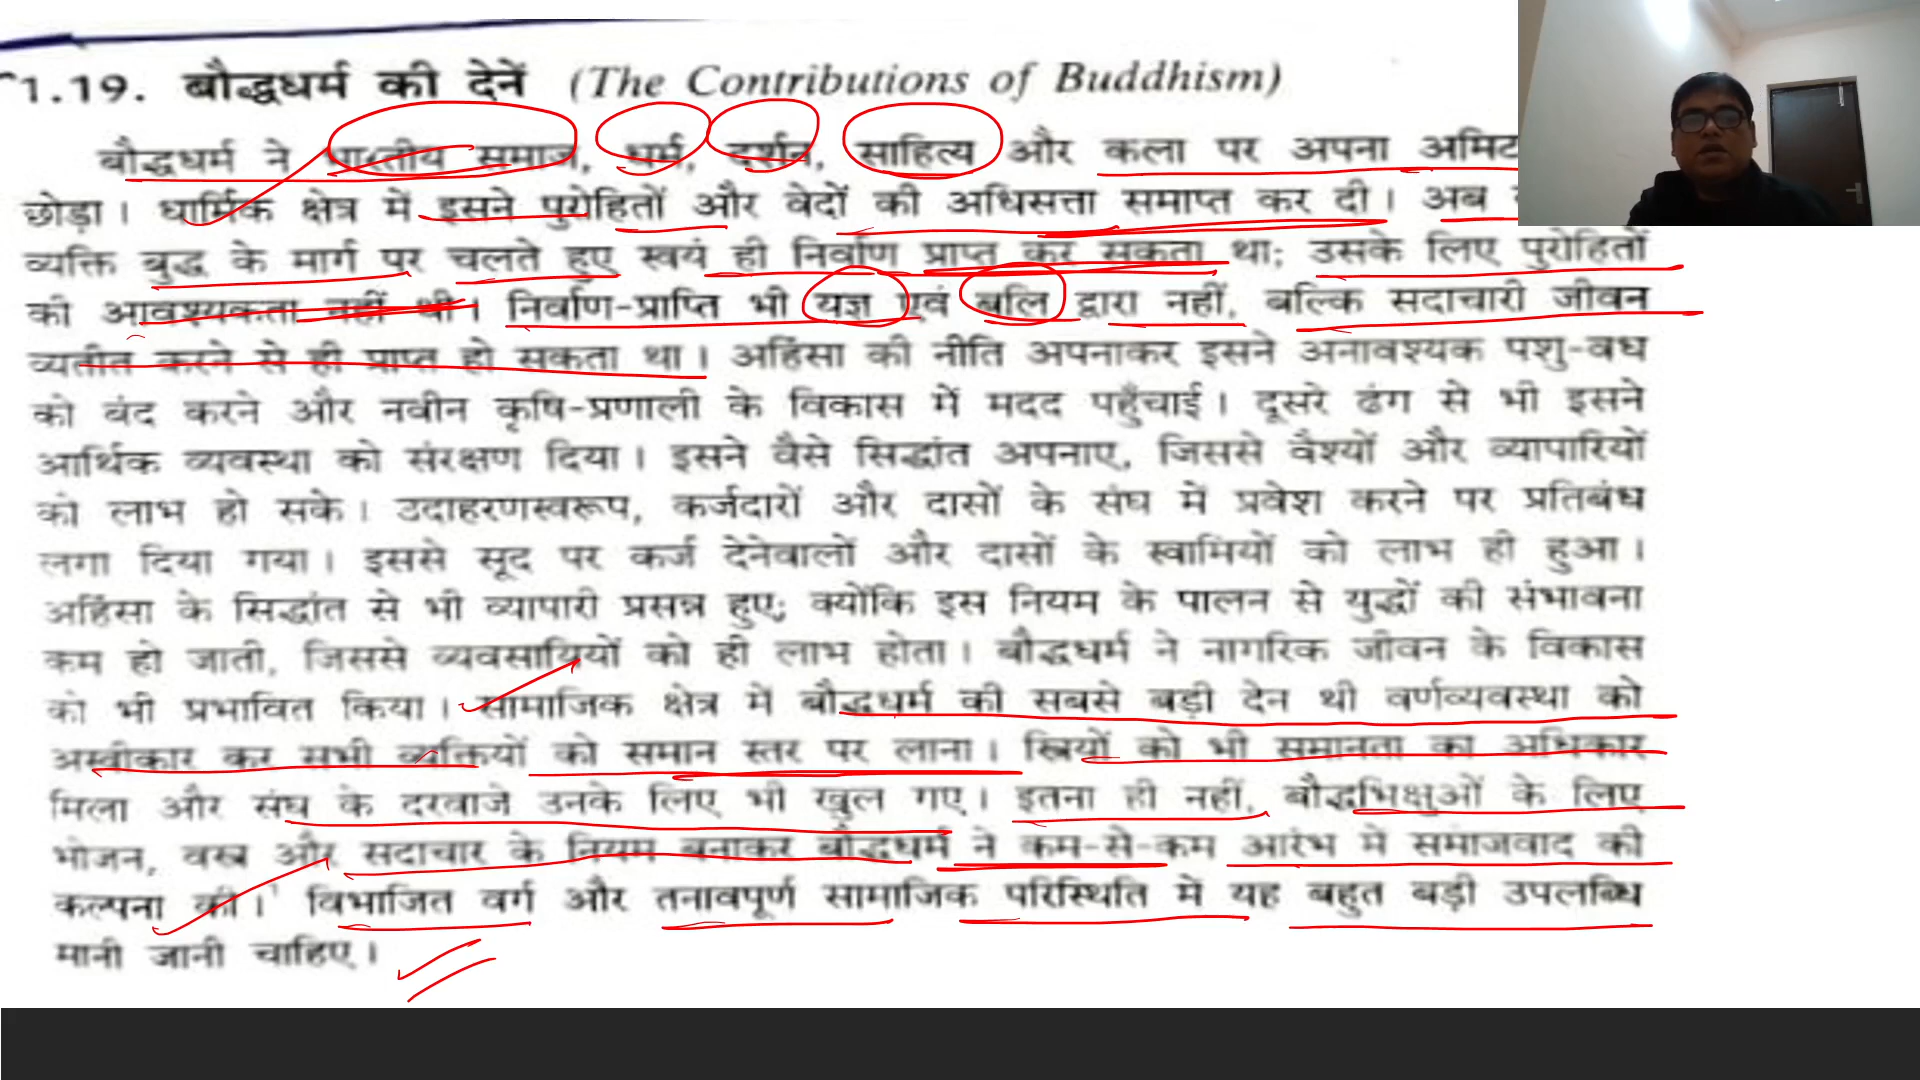 1.19. बौद्धधर्म की देनें (The Contributions of Buddhism)
बौद्धधर्म ने भारतीय समाज, धर्म, दर्शन, साहित्य और कला पर अपना अमिट
छोड़ा। धार्मिक क्षेत्र में इसने पुरोहितों और वेदों की अधिसत्ता समाप्त कर दी। अब
व्यक्ति बुद्ध के मार्ग पर चलते हुए स्वयं ही निर्वाण प्राप्त कर सकता था; उसके लिए पुरोहितों
की आवश्यकता नहीं थी। निर्वाण-प्राप्ति भी यज्ञ एवं बलि द्वारा नहीं, बल्कि सदाचारी जीवन
व्यतीत करने से ही प्राप्त हो सकता था। अहिंसा की नीति अपनाकर इसने अनावश्यक पशु-वध
को बंद करने और नवीन कृषि-प्रणाली के विकास में मदद पहुँचाई। दूसरे ढंग से भी इसने
आर्थिक व्यवस्था को संरक्षण दिया। इसने वैसे सिद्धांत अपनाए, जिससे वैश्यों और व्यापारियों
को लाभ हो सके। उदाहरणस्वरूप, कर्जदारों और दासों के संघ में प्रवेश करने पर प्रतिबंध
लगा दिया गया। इससे सूद पर कर्ज देनेवालों और दासों के स्वामियों को लाभ ही हुआ।
अहिंसा के सिद्धांत से भी व्यापारी प्रसन्न हुए; क्योंकि इस नियम के पालन से युद्धों की संभावना
कम हो जाती, जिससे व्यवसायियों को ही लाभ होता। बौद्धधर्म ने नागरिक जीवन के विकास
को भी प्रभावित किया। सामाजिक क्षेत्र में बौद्धधर्म की सबसे बड़ी देन थी वर्णव्यवस्था को
अस्वीकार कर सभी व्यक्तियों को समान स्तर पर लाना। स्त्रियों को भी समानता का अधिकार
मिला और संघ के दरवाजे उनके लिए भी खुल गए। इतना ही नहीं, बौद्धभिक्षुओं के लिए
भोजन, वस्त्र और सदाचार के नियम बनाकर बौद्धधर्म ने कम-से-कम आरंभ में समाजवाद की
कल्पना की। विभाजित वर्ग और तनावपूर्ण सामाजिक परिस्थिति में यह बहुत बड़ी उपलब्धि
मानी जानी चाहिए।